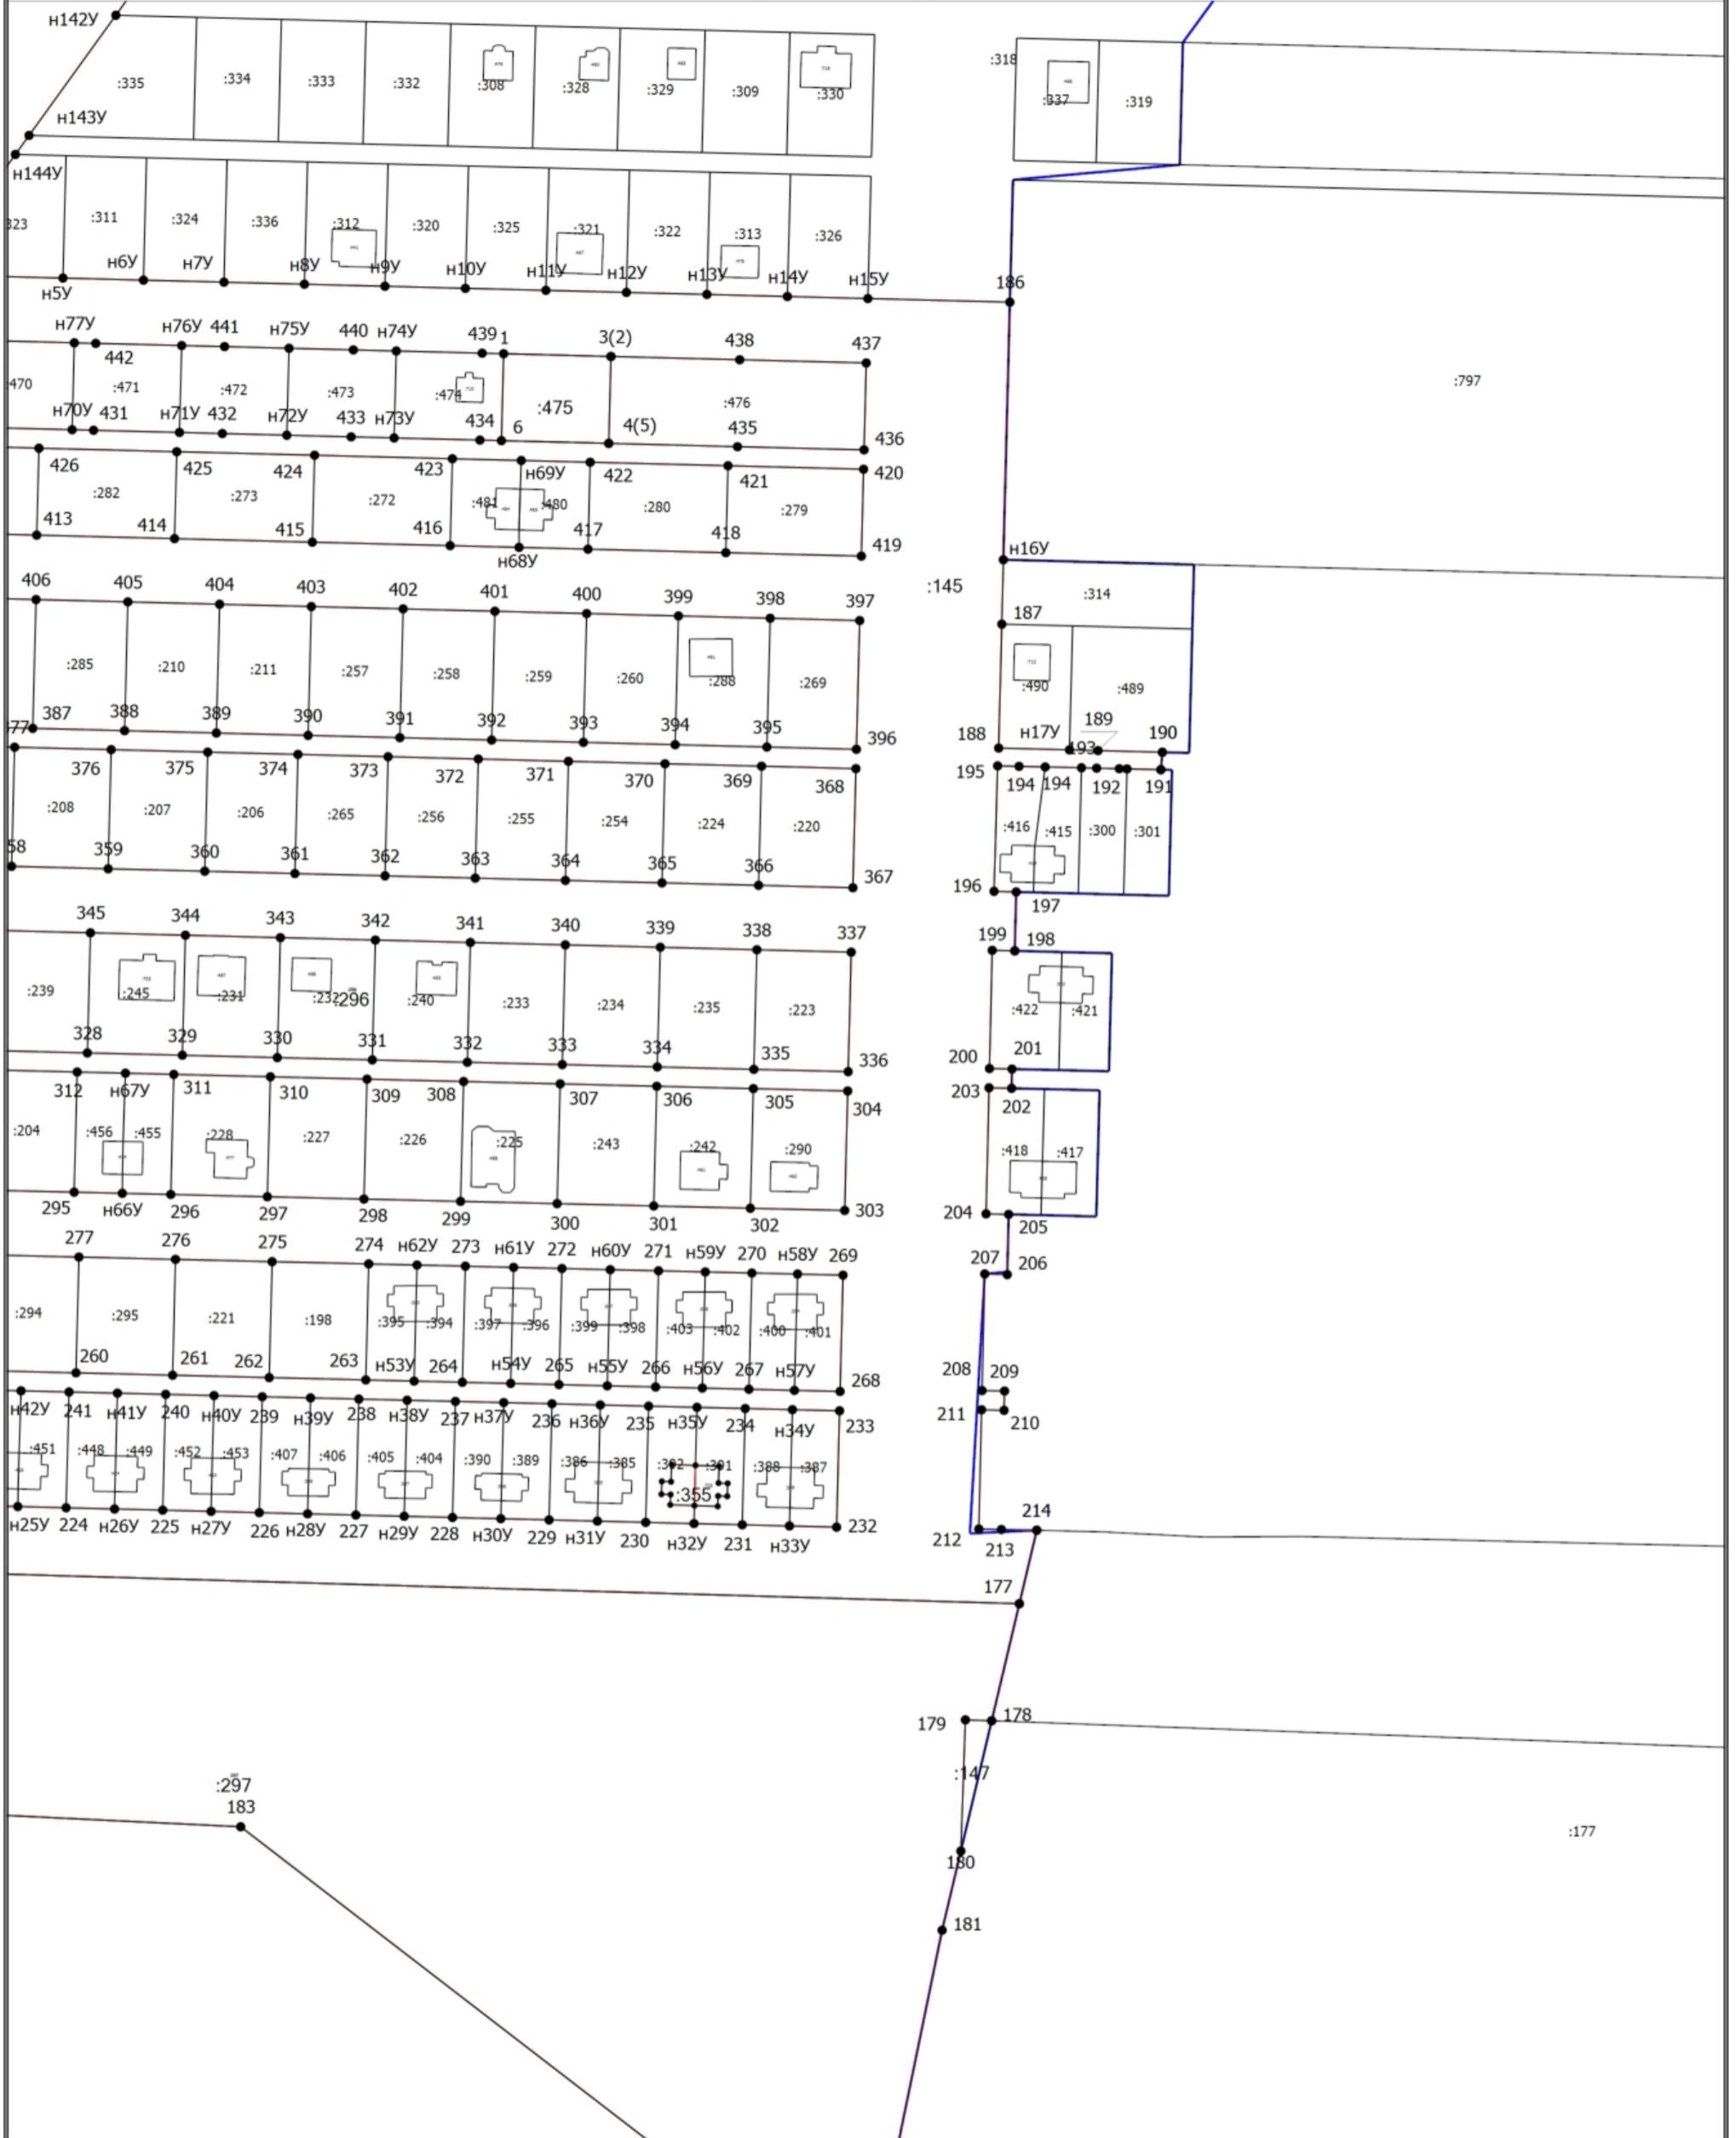 н142У
:335 :334 :333 :332 :308 :328 :329 :309 :330 :318 :337 :319
н143У
н144У
:311 :324 :336 :312 :320 :325 :321 :322 :313 :326
н6У н7У н8У н9У н10У н11У н12У н13У н14У н15У 186
н5У
н77У н76У 441 н75У 440 н74У 439 1 3(2) 438 437
442
:471 :472 :473 :474 :475 :476 :797
н70У 431 н71У 432 н72У 433 н73У 434 6 4(5) 435 436
426 425 424 423 н69У 422 421 420
:282 :273 :272 :481 :480 :280 :279
413 414 415 416 417 418 419
н68У н16У
406 405 404 403 402 401 400 399 398 397 :145 :314
187
:285 :210 :211 :257 :258 :259 :260 :288 :269 :490 :489
387 388 389 390 391 392 393 394 395 396 188 н17У 189 190
193
376 375 374 373 372 371 370 369 368 195 194 194 192 191
:208 :207 :206 :265 :256 :255 :254 :224 :220 :416 :415 :300 :301
359 360 361 362 363 364 365 366 367 196
197
345 344 343 342 341 340 339 338 337 199 198
:239 :245 :231 :232 :296 :240 :233 :234 :235 :223 :422 :421
328 329 330 331 332 333 334 335 336 200 201
312 н67У 311 310 309 308 307 306 305 304 203 202
:204 :456 :455 :228 :227 :226 :225 :243 :242 :290 :418 :417
295 н66У 296 297 298 299 300 301 302 303 204 205
277 276 275 274 н62У 273 н61У 272 н60У 271 н59У 270 н58У 269 207 206
:294 :295 :221 :198 :395 :394 :397 :396 :399 :398 :403 :402 :400 :401
260 261 262 263 н53У 264 н54У 265 н55У 266 н56У 267 н57У 268 208 209
н42У 241 н41У 240 н40У 239 н39У 238 н38У 237 н37У 236 н36У 235 н35У 234 н34У 233 211 210
:451 :448 :449 :452 :453 :407 :406 :405 :404 :390 :389 :386 :385 :392 :391 :388 :387
:355
н25У 224 н26У 225 н27У 226 н28У 227 н29У 228 н30У 229 н31У 230 н32У 231 н33У 232 212 213 214
177
179 178
:147
:297
183
:177
180
181